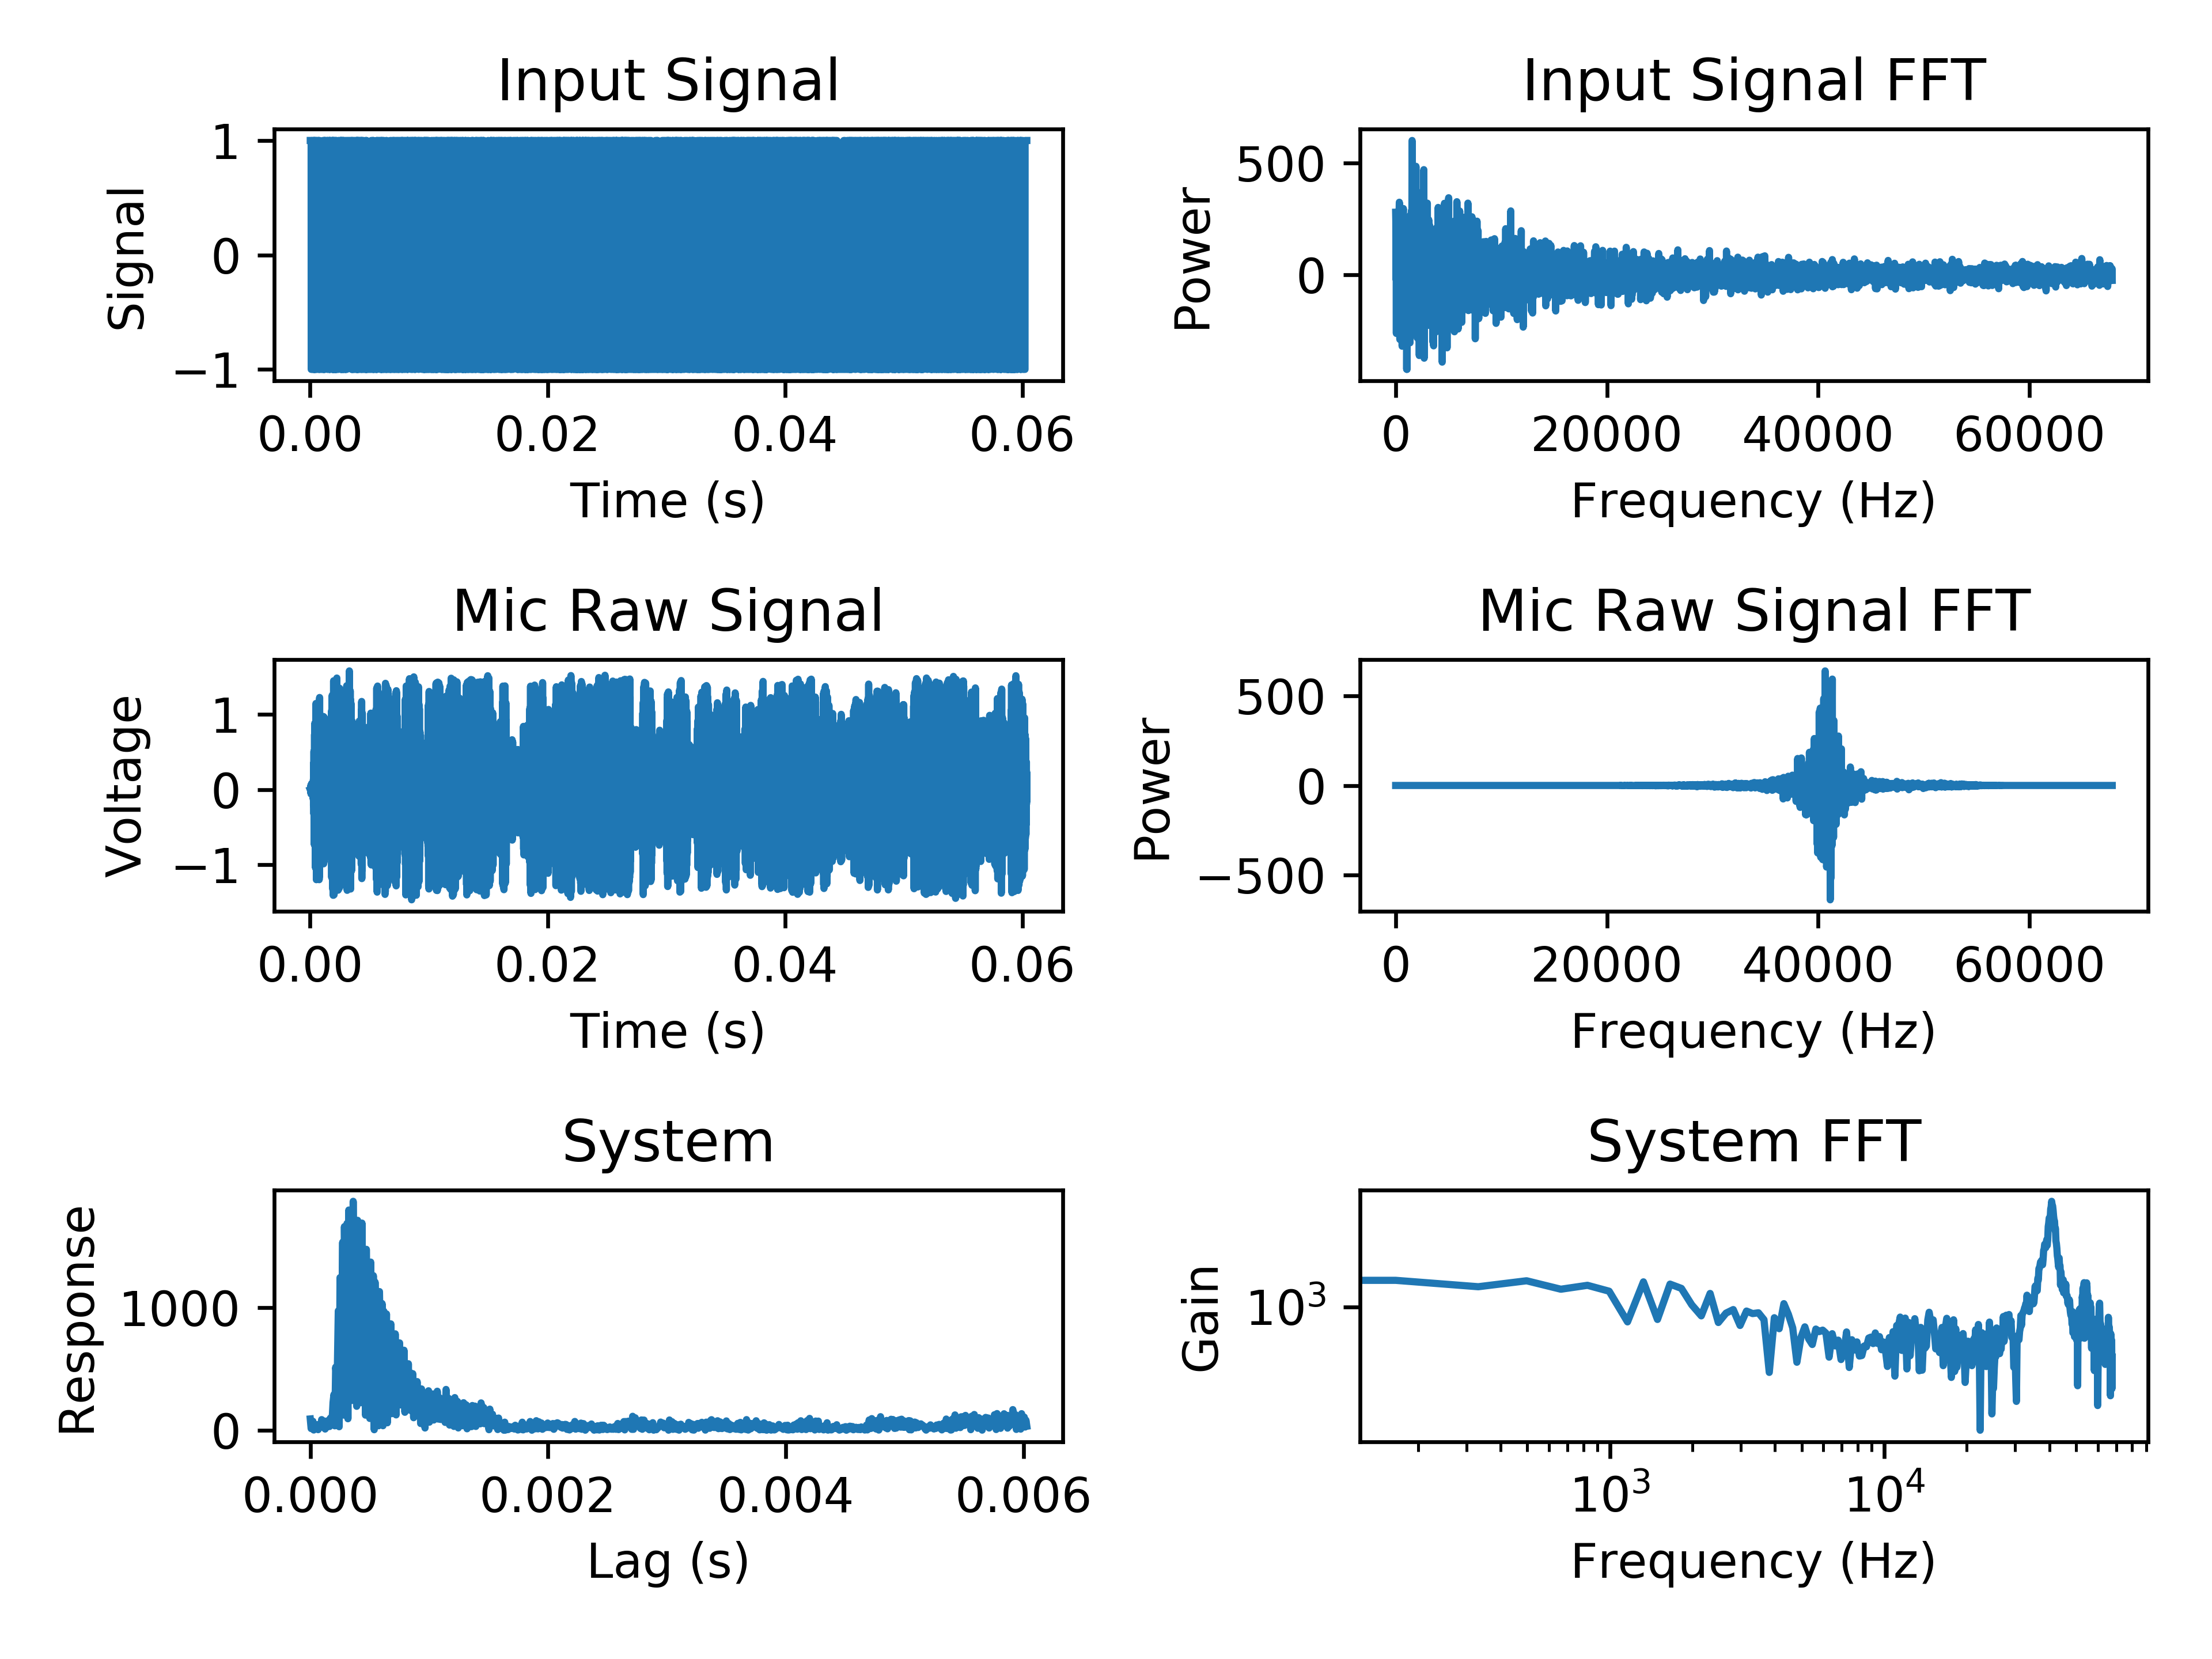 Input Signal
Signal
1
0
−1
0.00 0.02 0.04 0.06
Time (s)
Input Signal FFT
Power
500
0
0 20000 40000 60000
Frequency (Hz)
Mic Raw Signal
Voltage
1
0
−1
0.00 0.02 0.04 0.06
Time (s)
Mic Raw Signal FFT
Power
500
0
−500
0 20000 40000 60000
Frequency (Hz)
System
Response
1000
0
0.000 0.002 0.004 0.006
Lag (s)
System FFT
Gain
10³
10³ 10⁴
Frequency (Hz)